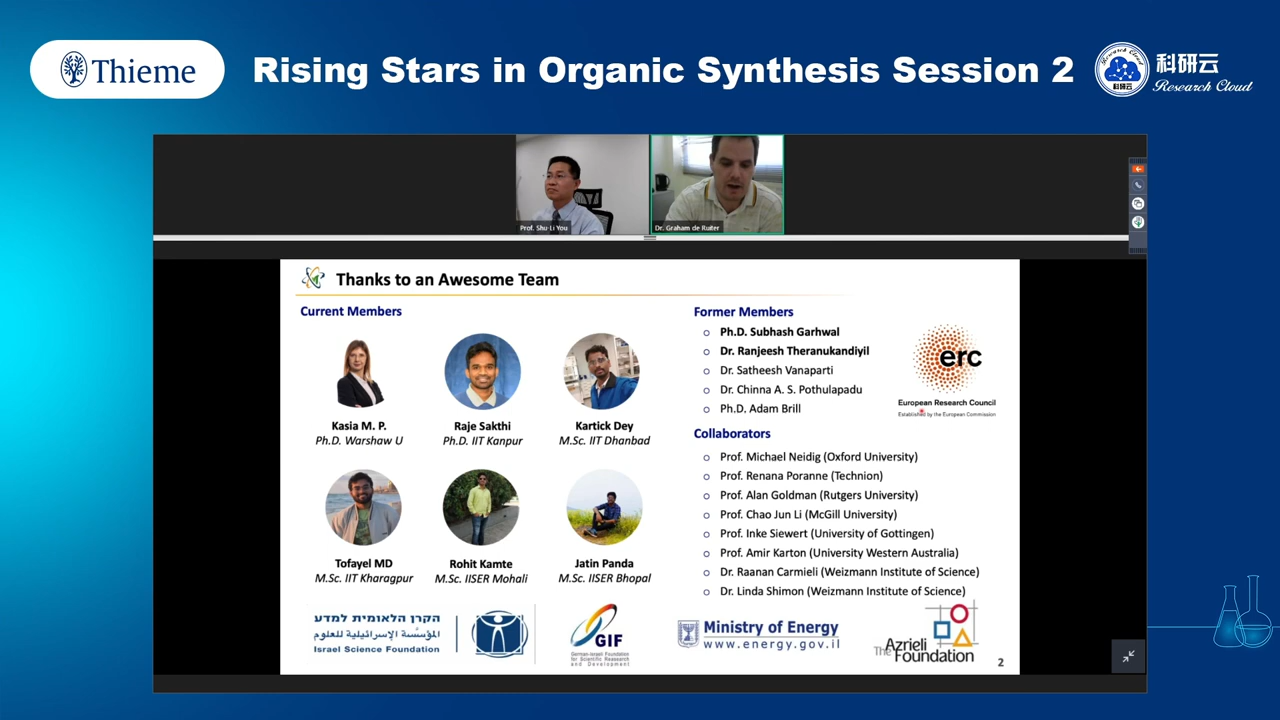 Thieme
Rising Stars in Organic Synthesis Session 2
Research Cloud
科研云
科研云
Research Cloud
Prof. Shu-Li You
Dr. Graham de Ruiter
Thanks to an Awesome Team
Current Members
Kasia M. P.
Ph.D. Warshaw U
Raje Sakthi
Ph.D. IIT Kanpur
Kartick Dey
M.Sc. IIT Dhanbad
Tofayel MD
M.Sc. IIT Kharagpur
Rohit Kamte
M.Sc. IISER Mohali
Jatin Panda
M.Sc. IISER Bhopal
Former Members
Ph.D. Subhash Garhwal
Dr. Ranjeesh Theranukandiyil
Dr. Satheesh Vanaparti
Dr. Chinna A. S. Pothulapadu
Ph.D. Adam Brill
erc
European Research Council
Established by the European Commission
Collaborators
Prof. Michael Neidig (Oxford University)
Prof. Renana Poranne (Technion)
Prof. Alan Goldman (Rutgers University)
Prof. Chao Jun Li (McGill University)
Prof. Inke Siewert (University of Gottingen)
Prof. Amir Karton (University Western Australia)
Dr. Raanan Carmieli (Weizmann Institute of Science)
Dr. Linda Shimon (Weizmann Institute of Science)
הקרן הלאומית למדע
المؤسسة الإسرائيلية للعلوم
Israel Science Foundation
GIF
German-Israeli Foundation
for Scientific Research
and Development
Ministry of Energy
www.energy.gov.il
The Azrieli
Foundation
2